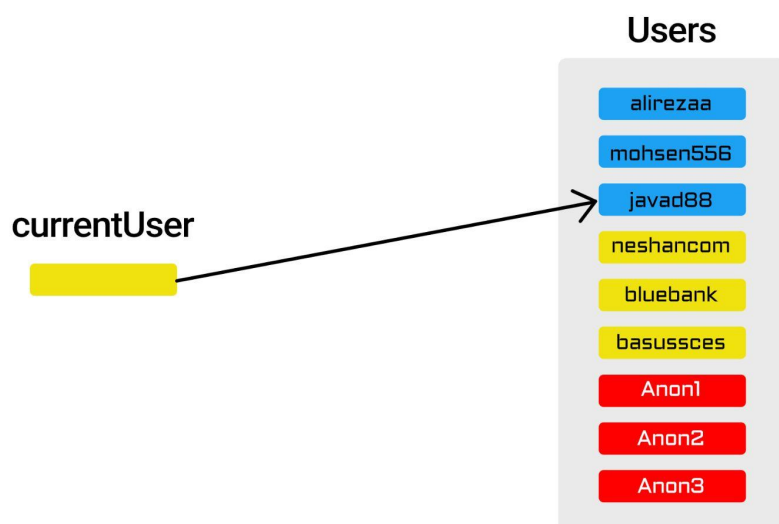 Users
alirezaa
mohsen556
javad88
currentUser
neshancom
bluebank
basussces
Anon1
Anon2
Anon3